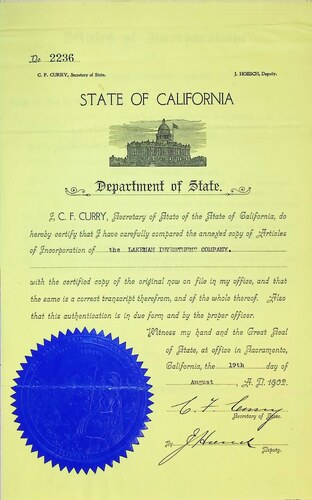 No 2236
C. F. CURRY, Secretary of State.
J. HOESCH, Deputy.
STATE OF CALIFORNIA
Department of State.
I, C. F. CURRY, Secretary of State of the State of California, do
hereby certify that I have carefully compared the annexed copy of Articles
of Incorporation of the LAKEMAN INVESTMENT COMPANY.
with the certified copy of the original now on file in my office, and that
the same is a correct transcript therefrom, and of the whole thereof. Also
that this authentication is in due form and by the proper officer.
Witness my hand and the Great Seal
of State, at office in Sacramento,
California, the 19th day of
August, A. D. 1902.
C. F. Curry
Secretary of State.
By J Hoesch
Deputy.